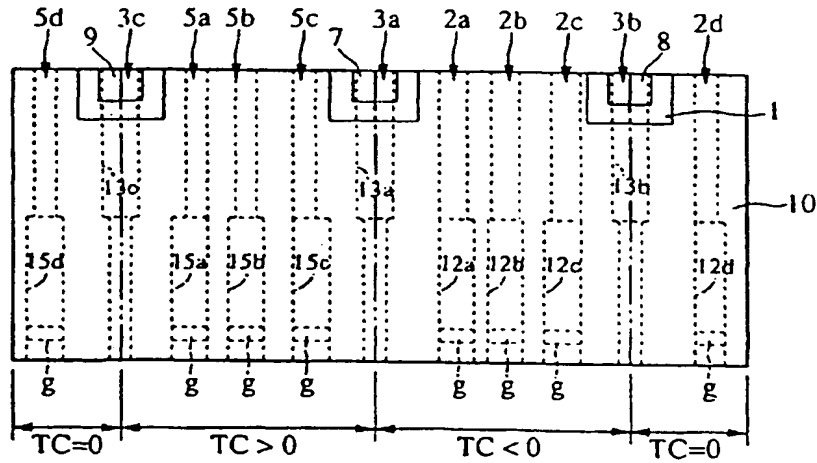 5d 3c 5a 5b 5c 3a 2a 2b 2c 3b 2d
9 7 8
1
13c 13a 13b
10
15d 15a 15b 15c 12a 12b 12c 12d
g g g g g g g g
TC=0 TC > 0 TC < 0 TC=0